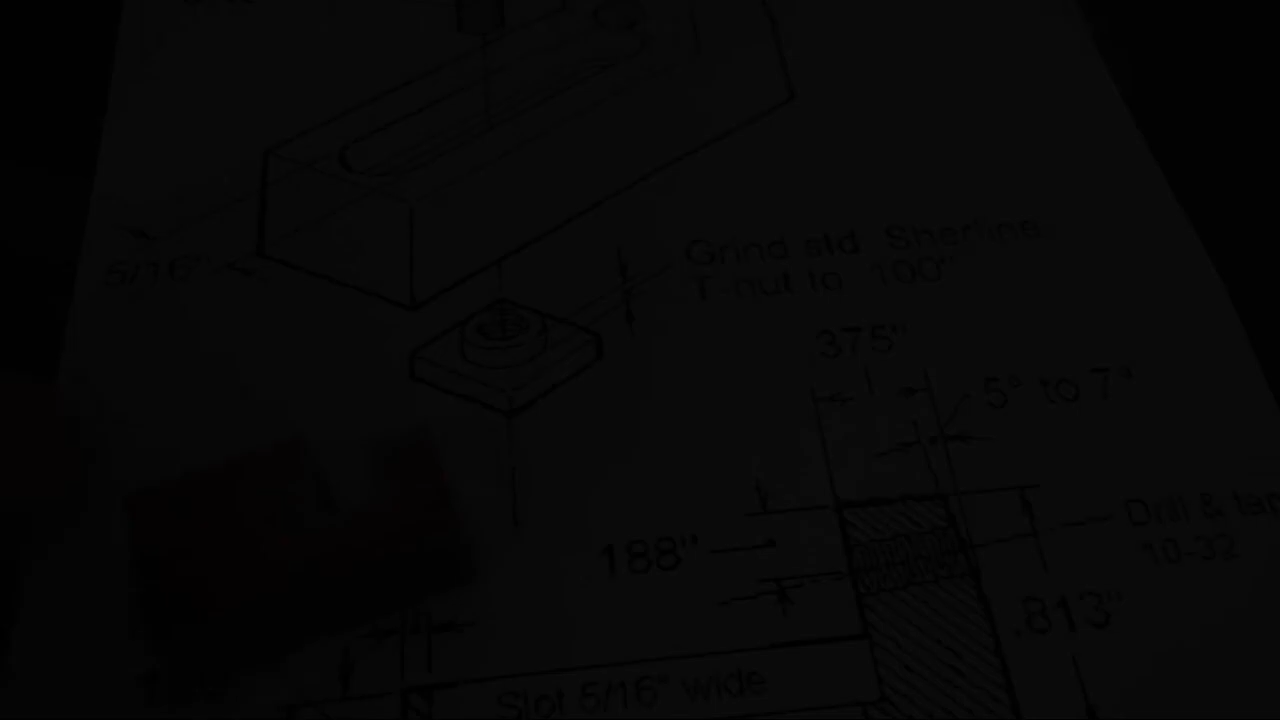 5/16"
Grind std Sherline
T-nut to .100"
.375"
5° to 7°
.188"
Drill & tap
10-32
.813"
Slot 5/16" wide